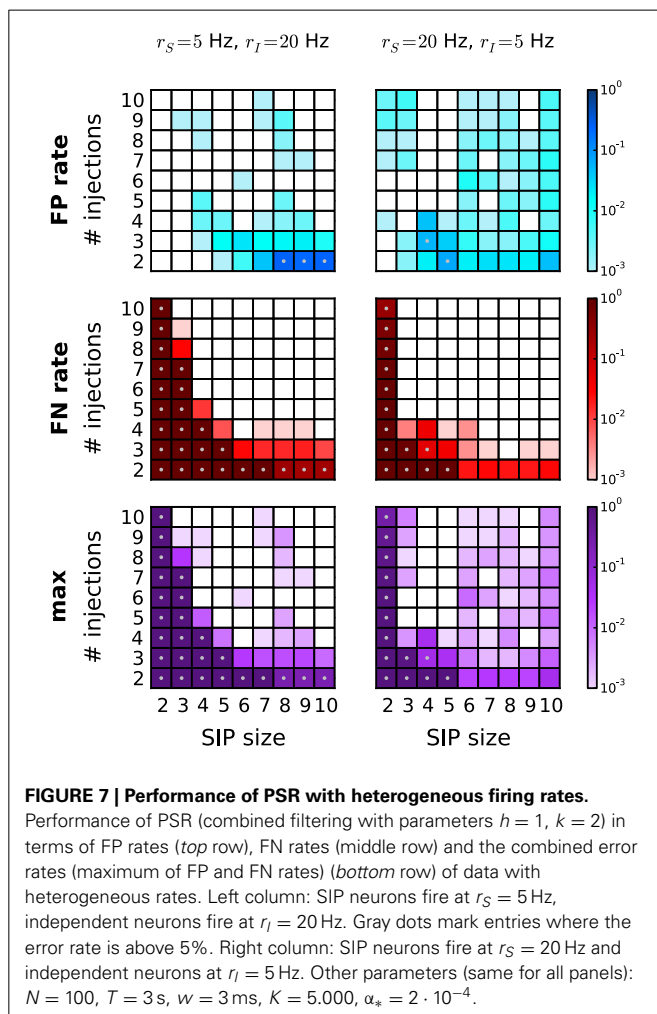 r_S=5 Hz, r_I=20 Hz
r_S=20 Hz, r_I=5 Hz
FP rate
# injections
10
9
8
7
6
5
4
3
2
10^0
10^-1
10^-2
10^-3
FN rate
# injections
10
9
8
7
6
5
4
3
2
10^0
10^-1
10^-2
10^-3
max
# injections
10
9
8
7
6
5
4
3
2
10^0
10^-1
10^-2
10^-3
2 3 4 5 6 7 8 9 10
2 3 4 5 6 7 8 9 10
SIP size
SIP size
FIGURE 7 | Performance of PSR with heterogeneous firing rates.
Performance of PSR (combined filtering with parameters h = 1, k = 2) in
terms of FP rates (top row), FN rates (middle row) and the combined error
rates (maximum of FP and FN rates) (bottom row) of data with
heterogeneous rates. Left column: SIP neurons fire at r_S = 5 Hz,
independent neurons fire at r_I = 20 Hz. Gray dots mark entries where the
error rate is above 5%. Right column: SIP neurons fire at r_S = 20 Hz and
independent neurons at r_I = 5 Hz. Other parameters (same for all panels):
N = 100, T = 3 s, w = 3 ms, K = 5.000, α_* = 2 · 10^-4.